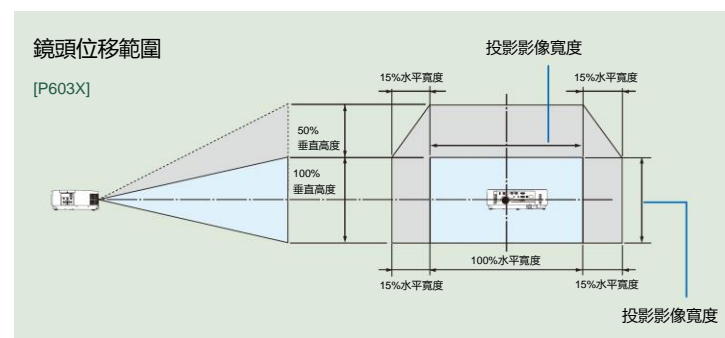 鏡頭位移範圍
[P603X]
投影影像寬度
15%水平寬度
15%水平寬度
50%
垂直高度
100%
垂直高度
100%水平寬度
15%水平寬度
15%水平寬度
投影影像寬度